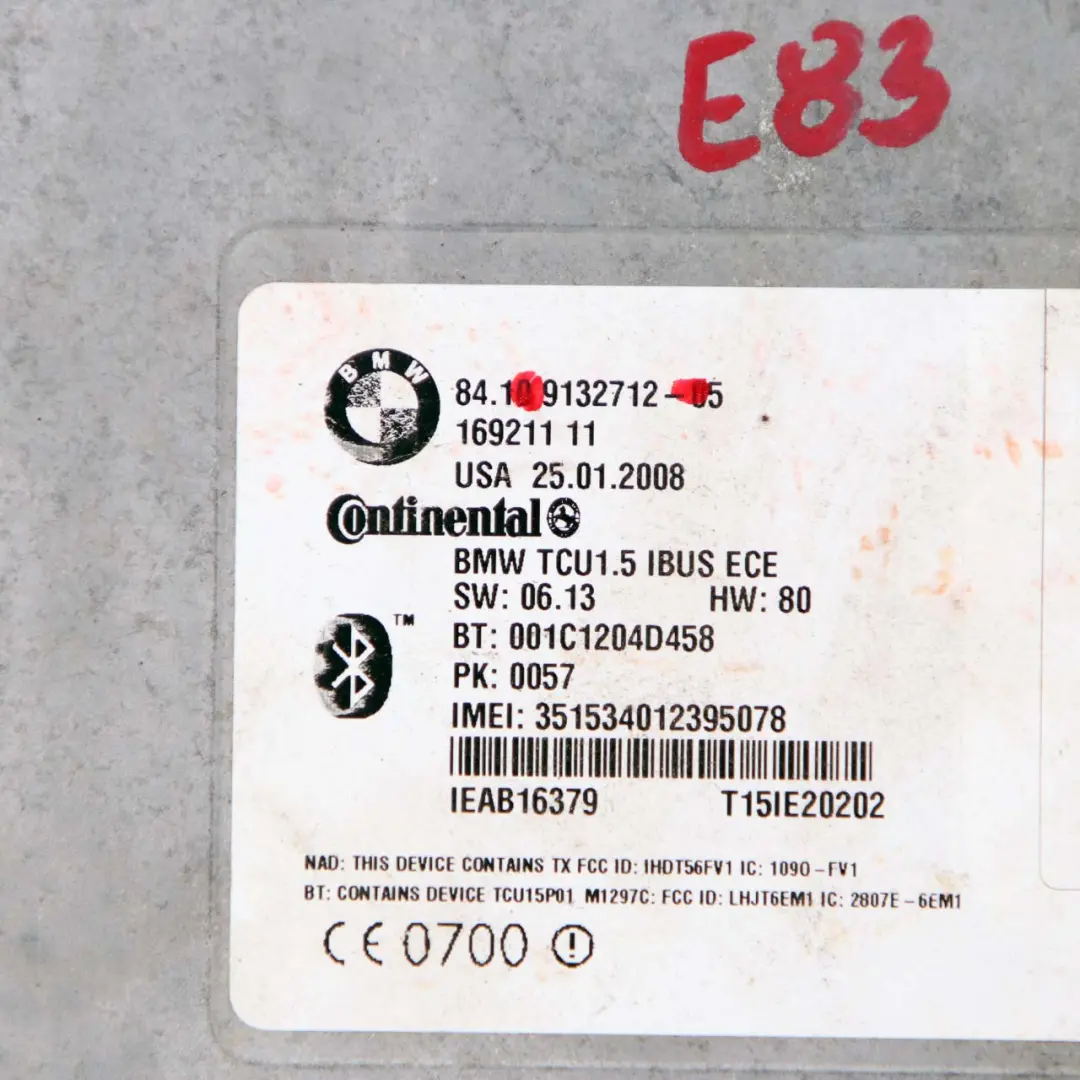 E83
BMW
84.10 9132712-05
169211 11
USA 25.01.2008
Continental
BMW TCU1.5 IBUS ECE
SW: 06.13 HW: 80
TM
BT: 001C1204D458
PK: 0057
IMEI: 351534012395078
IEAB16379 T15IE20202
NAD: THIS DEVICE CONTAINS TX FCC ID: IHDT56FV1 IC: 1090-FV1
BT: CONTAINS DEVICE TCU15P01 M1297C: FCC ID: LHJT6EM1 IC: 2807E-6EM1
CE 0700 !